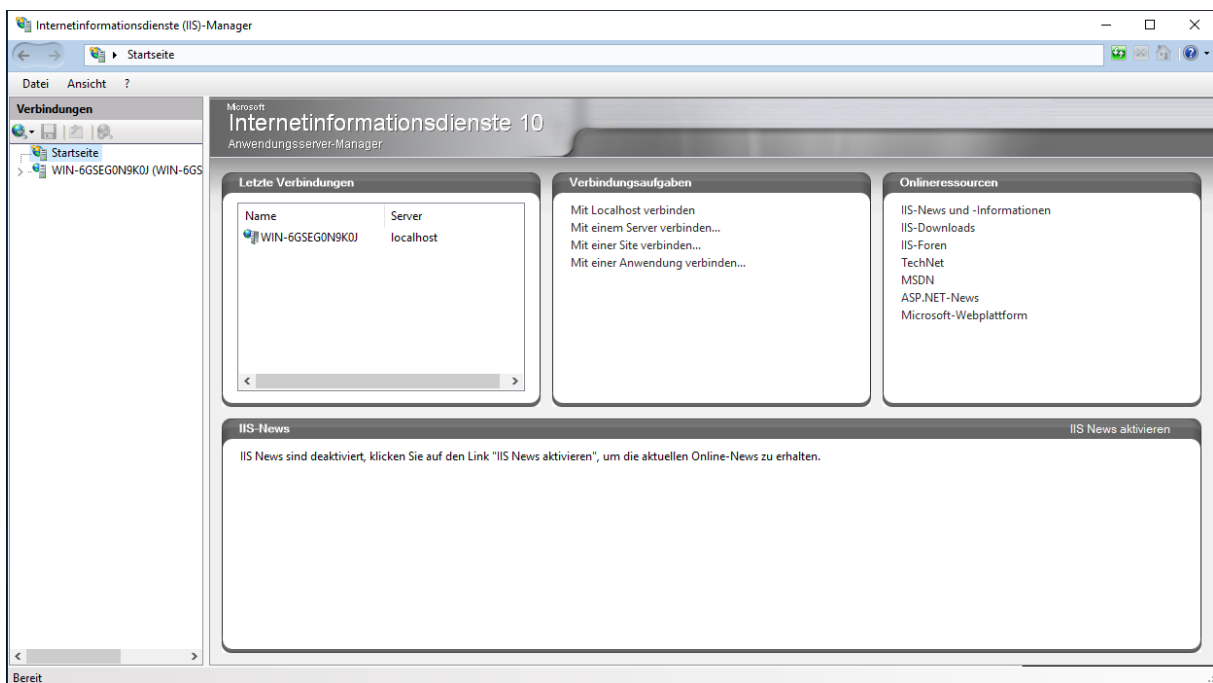 Internetinformationsdienste (IIS)-Manager
Startseite
Datei Ansicht ?
Verbindungen
Startseite
WIN-6GSEG0N9K0J (WIN-6GS
Microsoft
Internetinformationsdienste 10
Anwendungsserver-Manager
Letzte Verbindungen
Name Server
WIN-6GSEG0N9K0J localhost
Verbindungsaufgaben
Mit Localhost verbinden
Mit einem Server verbinden...
Mit einer Site verbinden...
Mit einer Anwendung verbinden...
Onlineressourcen
IIS-News und -Informationen
IIS-Downloads
IIS-Foren
TechNet
MSDN
ASP.NET-News
Microsoft-Webplattform
IIS-News IIS News aktivieren
IIS News sind deaktiviert, klicken Sie auf den Link "IIS News aktivieren", um die aktuellen Online-News zu erhalten.
Bereit